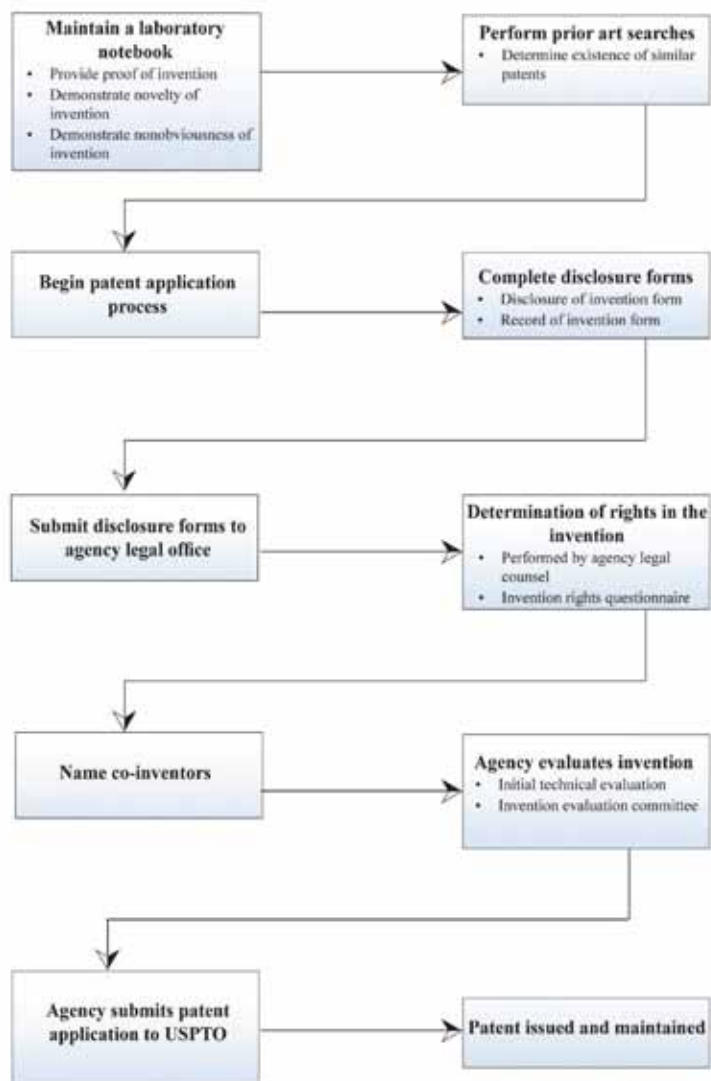 Maintain a laboratory
notebook
• Provide proof of invention
• Demonstrate novelty of
invention
• Demonstrate nonobviousness of
invention
Perform prior art searches
• Determine existence of similar
patents
Begin patent application
process
Complete disclosure forms
• Disclosure of invention form
• Record of invention form
Submit disclosure forms to
agency legal office
Determination of rights in the
invention
• Performed by agency legal
counsel
• Invention rights questionnaire
Name co-inventors
Agency evaluates invention
• Initial technical evaluation
• Invention evaluation committee
Agency submits patent
application to USPTO
Patent issued and maintained